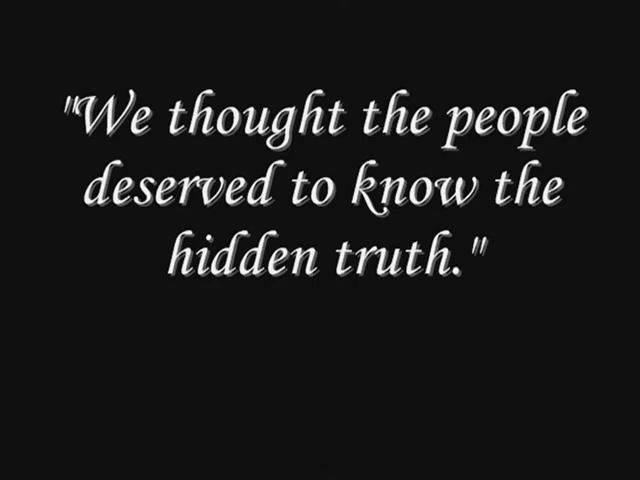 "We thought the people
deserved to know the
hidden truth."